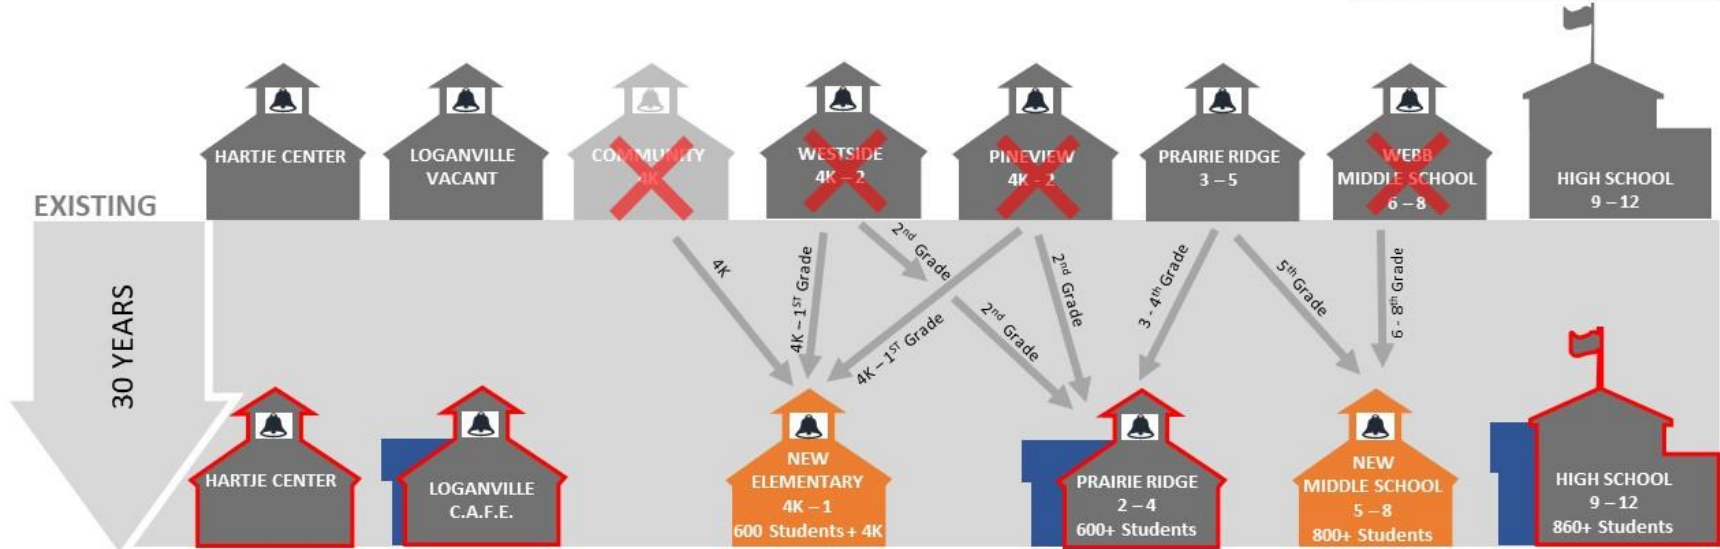 HARTJE CENTER
LOGANVILLE
VACANT
COMMUNITY
4K
WESTSIDE
4K – 2
PINEVIEW
4K - 2
PRAIRIE RIDGE
3 – 5
WEBB
MIDDLE SCHOOL
6 – 8
HIGH SCHOOL
9 – 12
EXISTING
30 YEARS
4K
4K – 1ST Grade
2nd Grade
2nd Grade
4K – 1ST Grade
2nd Grade
3 - 4th Grade
5th Grade
6 - 8th Grade
HARTJE CENTER
LOGANVILLE
C.A.F.E.
NEW
ELEMENTARY
4K – 1
600 Students + 4K
PRAIRIE RIDGE
2 – 4
600+ Students
NEW
MIDDLE SCHOOL
5 – 8
800+ Students
HIGH SCHOOL
9 – 12
860+ Students